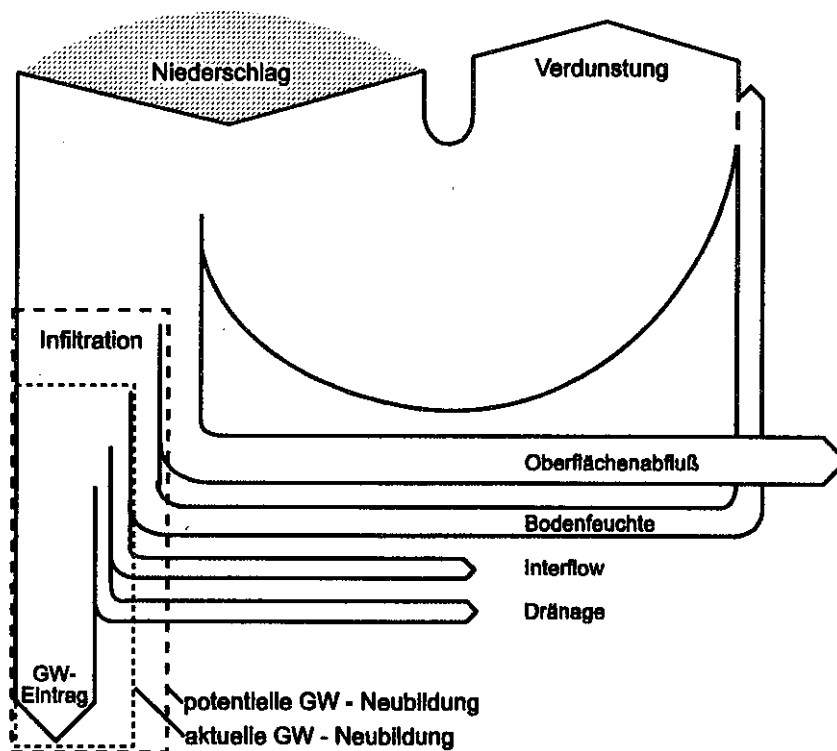 Niederschlag
Verdunstung
Infiltration
Oberflächenabfluß
Bodenfeuchte
Interflow
Dränage
GW-
Eintrag
potentielle GW - Neubildung
aktuelle GW - Neubildung